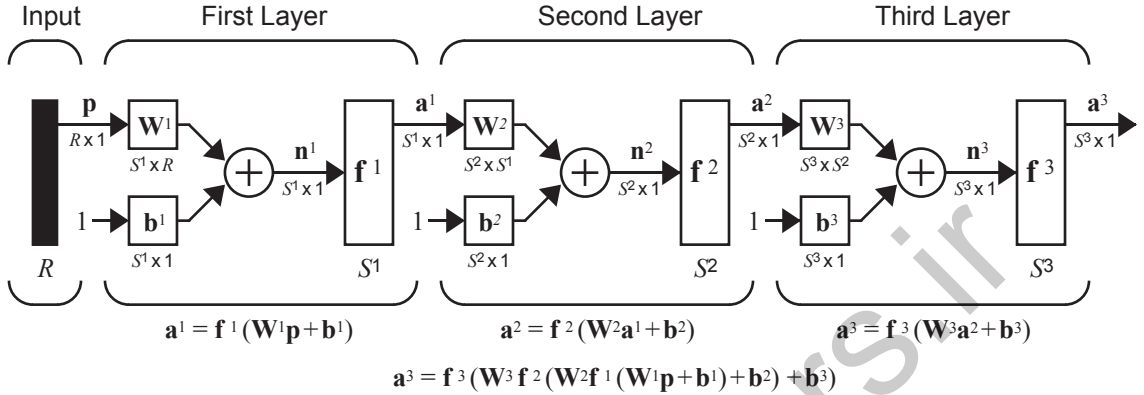 Input First Layer Second Layer Third Layer
p a¹ a² a³
W¹ W² W³
R x 1 S¹ x 1 S² x 1 S³ x 1
S¹ x R n¹ f ¹ S² x S¹ n² f ² S³ x S² n³ f ³
S¹ x 1 S² x 1 S³ x 1
1 b¹ 1 b² 1 b³
S¹ x 1 S² x 1 S³ x 1
R S¹ S² S³
a¹ = f ¹ (W¹p + b¹) a² = f ² (W²a¹ + b²) a³ = f ³ (W³a² + b³)
a³ = f ³ (W³ f ² (W²f ¹ (W¹p + b¹) + b²) + b³)
rs.ir